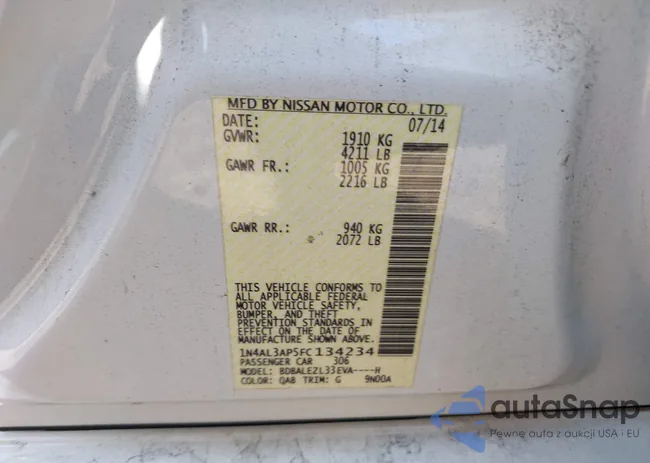 MFD BY NISSAN MOTOR CO., LTD.
DATE: 07/14
GVWR: 1910 KG
4211 LB
GAWR FR.: 1005 KG
2216 LB
GAWR RR.: 940 KG
2072 LB
THIS VEHICLE CONFORMS TO
ALL APPLICABLE FEDERAL
MOTOR VEHICLE SAFETY,
BUMPER, AND THEFT
PREVENTION STANDARDS IN
EFFECT ON THE DATE OF
MANUFACTURE SHOWN ABOVE.
1N4AL3AP5FC134234
PASSENGER CAR 306
MODEL: BDBALEZL33EVA----H
COLOR: QAB TRIM: G 9N00A
autaSnap
Pewne auta z aukcji USA i EU